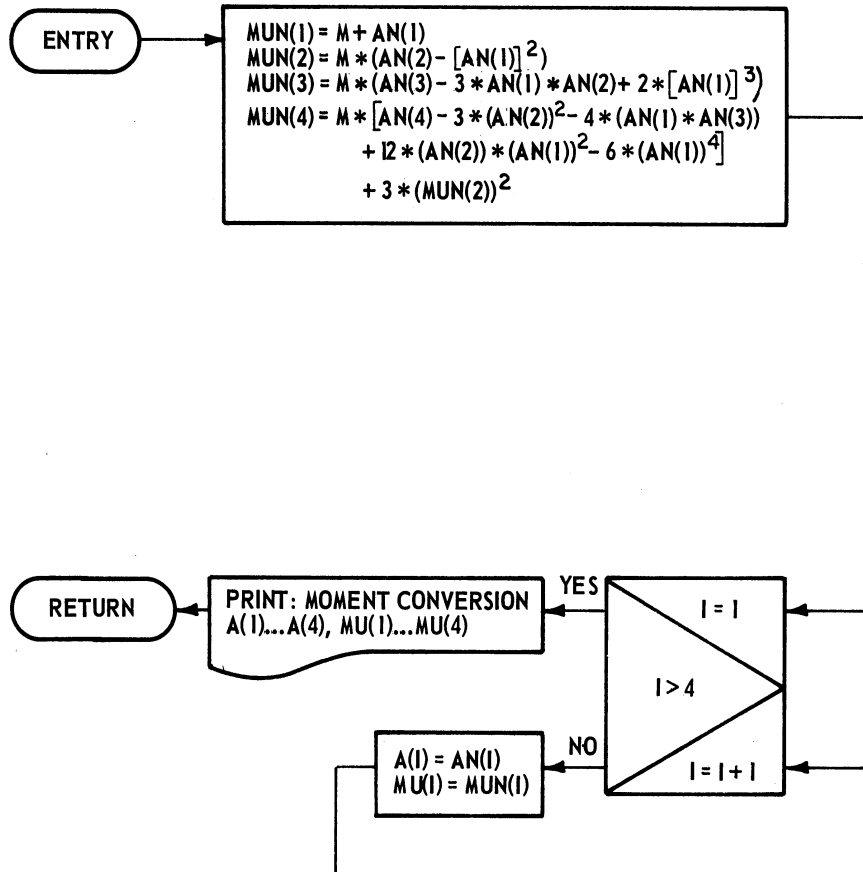 ENTRY
MUN(1) = M + AN(1)
MUN(2) = M * (AN(2) - [AN(1)]²)
MUN(3) = M * (AN(3) - 3 * AN(1) * AN(2) + 2 * [AN(1)]³)
MUN(4) = M * [AN(4) - 3 * (AN(2))² - 4 * (AN(1) * AN(3))
+ 12 * (AN(2)) * (AN(1))² - 6 * (AN(1))⁴]
+ 3 * (MUN(2))²
RETURN
PRINT: MOMENT CONVERSION
A(1)...A(4), MU(1)...MU(4)
YES
I = 1
I > 4
NO
A(I) = AN(I)
MU(I) = MUN(I)
I = I + 1